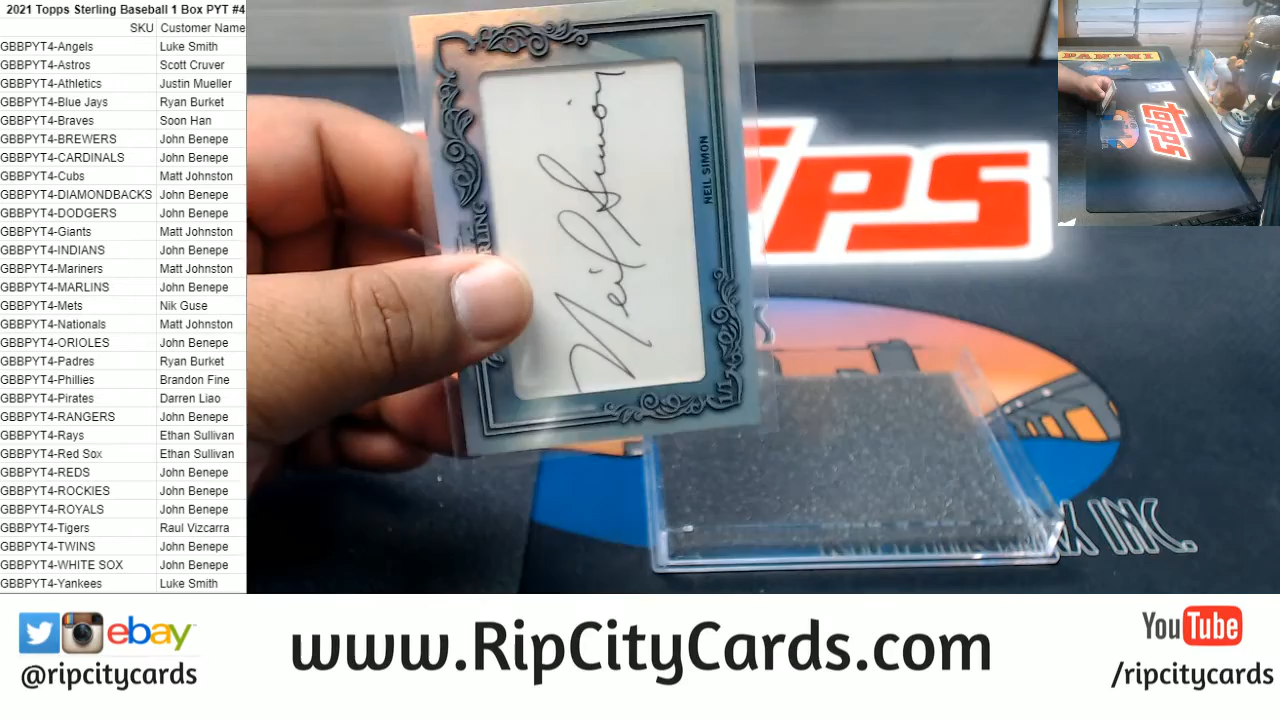 2021 Topps Sterling Baseball 1 Box PYT #4
SKU Customer Name
GBBPYT4-Angels Luke Smith
GBBPYT4-Astros Scott Cruver
GBBPYT4-Athletics Justin Mueller
GBBPYT4-Blue Jays Ryan Burket
GBBPYT4-Braves Soon Han
GBBPYT4-BREWERS John Benepe
GBBPYT4-CARDINALS John Benepe
GBBPYT4-Cubs Matt Johnston
GBBPYT4-DIAMONDBACKS John Benepe
GBBPYT4-DODGERS John Benepe
GBBPYT4-Giants Matt Johnston
GBBPYT4-INDIANS John Benepe
GBBPYT4-Mariners Matt Johnston
GBBPYT4-MARLINS John Benepe
GBBPYT4-Mets Nik Guse
GBBPYT4-Nationals Matt Johnston
GBBPYT4-ORIOLES John Benepe
GBBPYT4-Padres Ryan Burket
GBBPYT4-Phillies Brandon Fine
GBBPYT4-Pirates Darren Liao
GBBPYT4-RANGERS John Benepe
GBBPYT4-Rays Ethan Sullivan
GBBPYT4-Red Sox Ethan Sullivan
GBBPYT4-REDS John Benepe
GBBPYT4-ROCKIES John Benepe
GBBPYT4-ROYALS John Benepe
GBBPYT4-Tigers Raul Vizcarra
GBBPYT4-TWINS John Benepe
GBBPYT4-WHITE SOX John Benepe
GBBPYT4-Yankees Luke Smith
Neil Simon
NEIL SIMON
1/1
PANINI
TOPPS
INC.
ebay
@ripcitycards
www.RipCityCards.com
YouTube
/ripcitycards